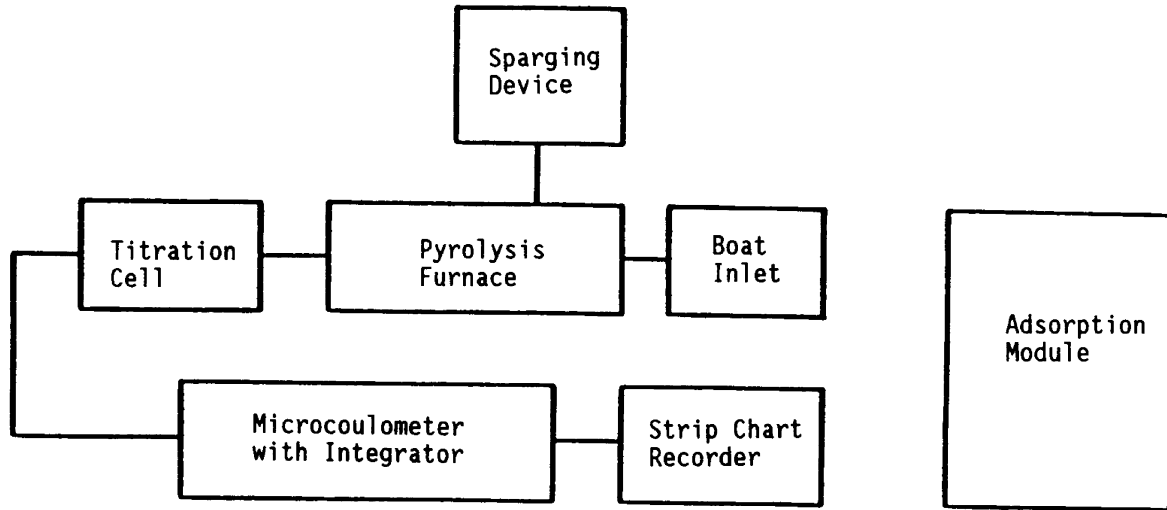 Sparging
Device
Titration
Cell
Pyrolysis
Furnace
Boat
Inlet
Adsorption
Module
Microcoulometer
with Integrator
Strip Chart
Recorder